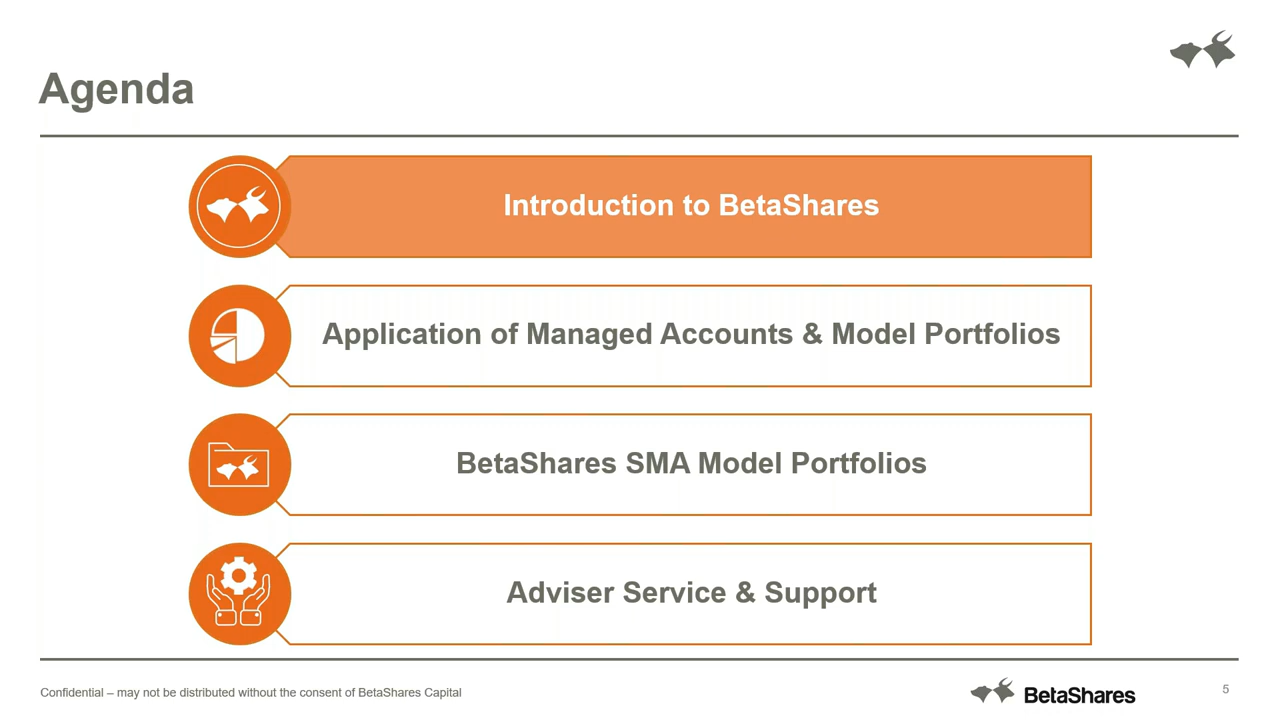 Agenda
Introduction to BetaShares
Application of Managed Accounts & Model Portfolios
BetaShares SMA Model Portfolios
Adviser Service & Support
Confidential – may not be distributed without the consent of BetaShares Capital
BetaShares
5